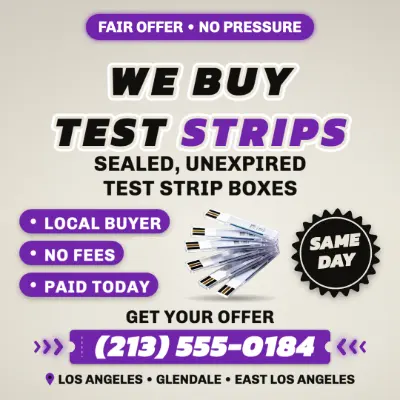 FAIR OFFER • NO PRESSURE
WE BUY
TEST STRIPS
SEALED, UNEXPIRED
TEST STRIP BOXES
• LOCAL BUYER
• NO FEES
• PAID TODAY
SAME
DAY
GET YOUR OFFER
(213) 555-0184
LOS ANGELES • GLENDALE • EAST LOS ANGELES